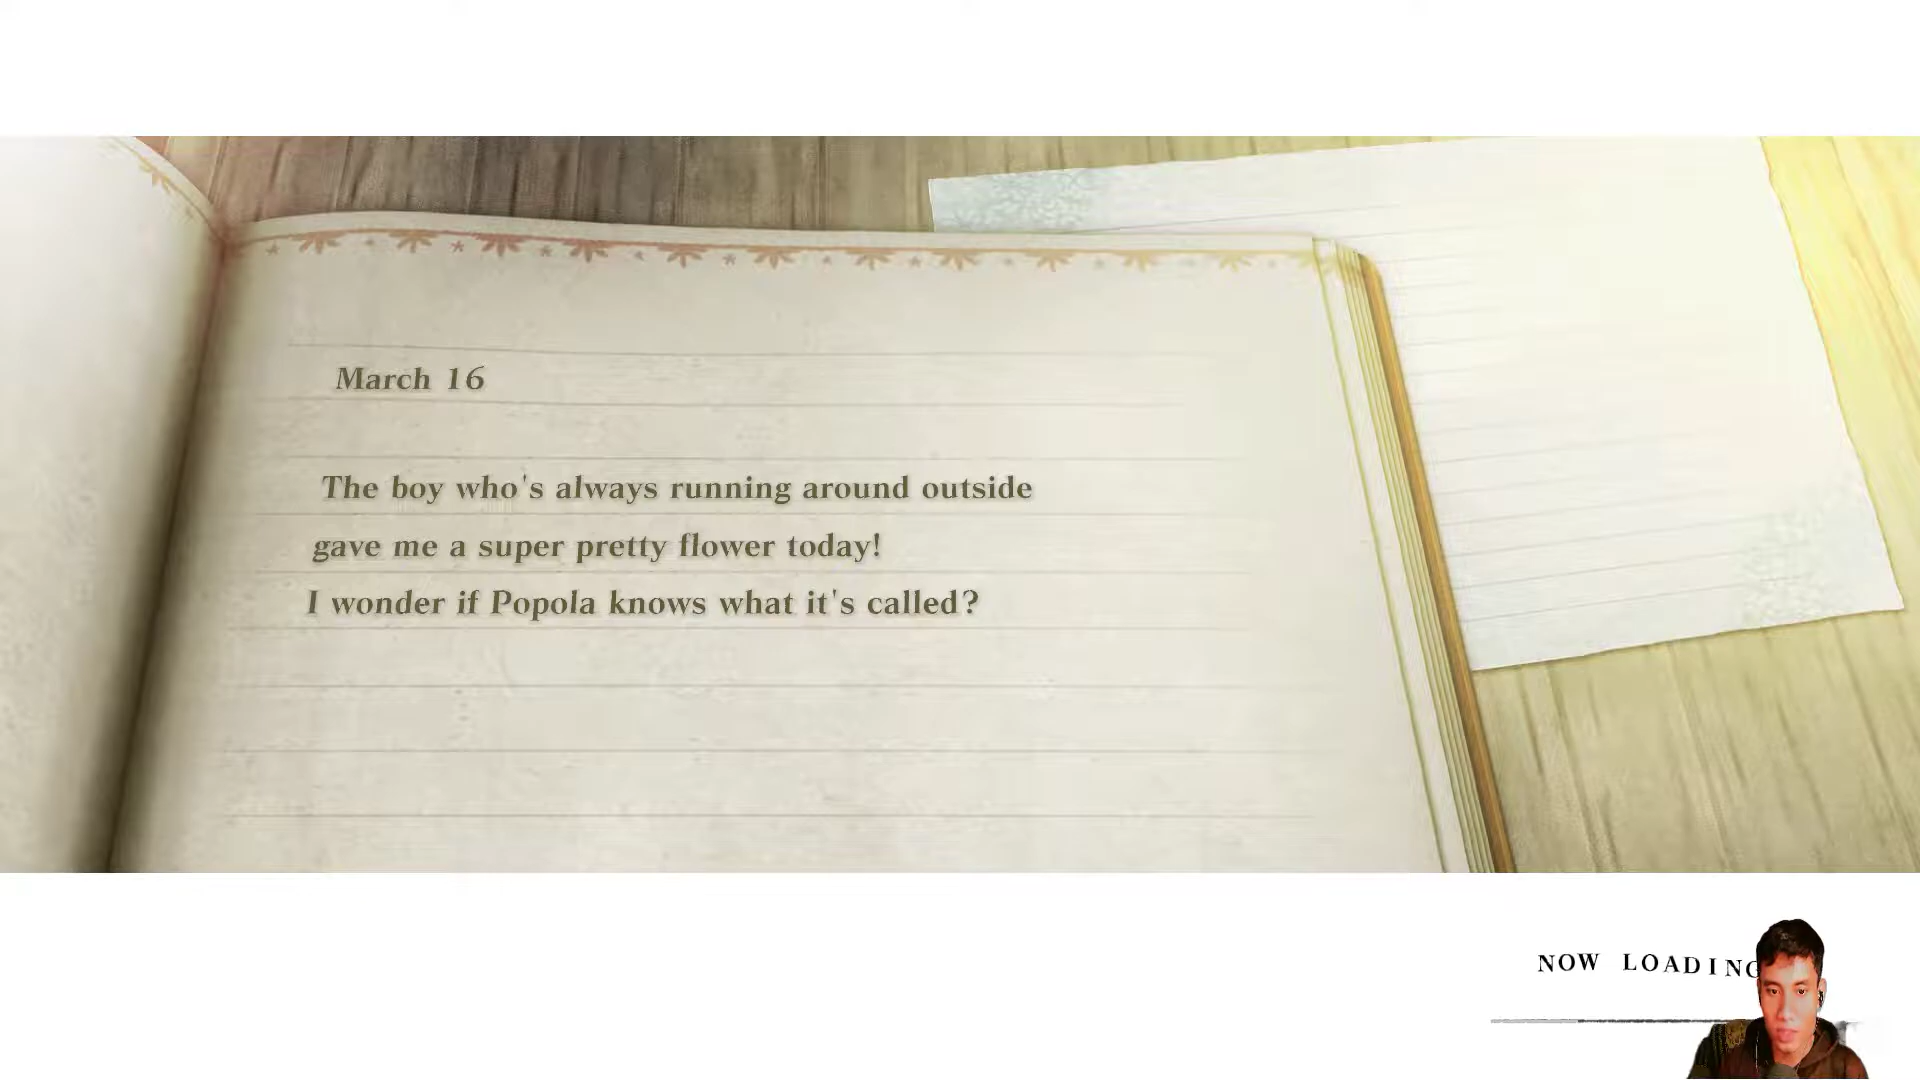 March 16
The boy who's always running around outside
gave me a super pretty flower today!
I wonder if Popola knows what it's called?
NOW LOADING